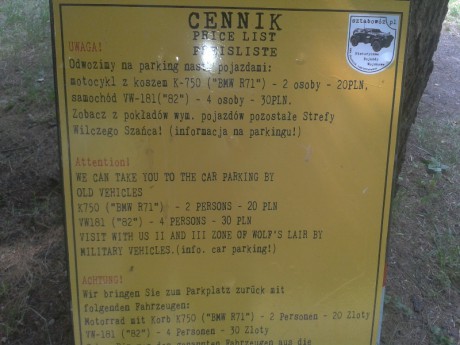 CENNIK
PRICE LIST
PREISLISTE
sztabowóz.pl
UWAGA!
Odwozimy na parking nast. pojazdami:
motocykl z koszem K-750 ("BMW R71") - 2 osoby - 20PLN,
samochód VW-181("82") - 4 osoby - 30PLN.
Zobacz z pokładów wym. pojazdów pozostałe Strefy
Wilczego Szańca! (informacja na parkingu!)
Attention!
WE CAN TAKE YOU TO THE CAR PARKING BY
OLD VEHICLES
K750 ("BMW R71") - 2 PERSONS - 20 PLN
VW181 ("82") - 4 PERSONS - 30 PLN
VISIT WITH US II AND III ZONE OF WOLF'S LAIR BY
MILITARY VEHICLES.(info. car parking!)
ACHTUNG!
Wir bringen Sie zum Parkplatz zurück mit
folgenden Fahrzeugen:
Motorrad mit Korb K750 ("BMW R71") - 2 Personen - 20 Zloty
VW-181 ("82") - 4 Personen - 30 Zloty